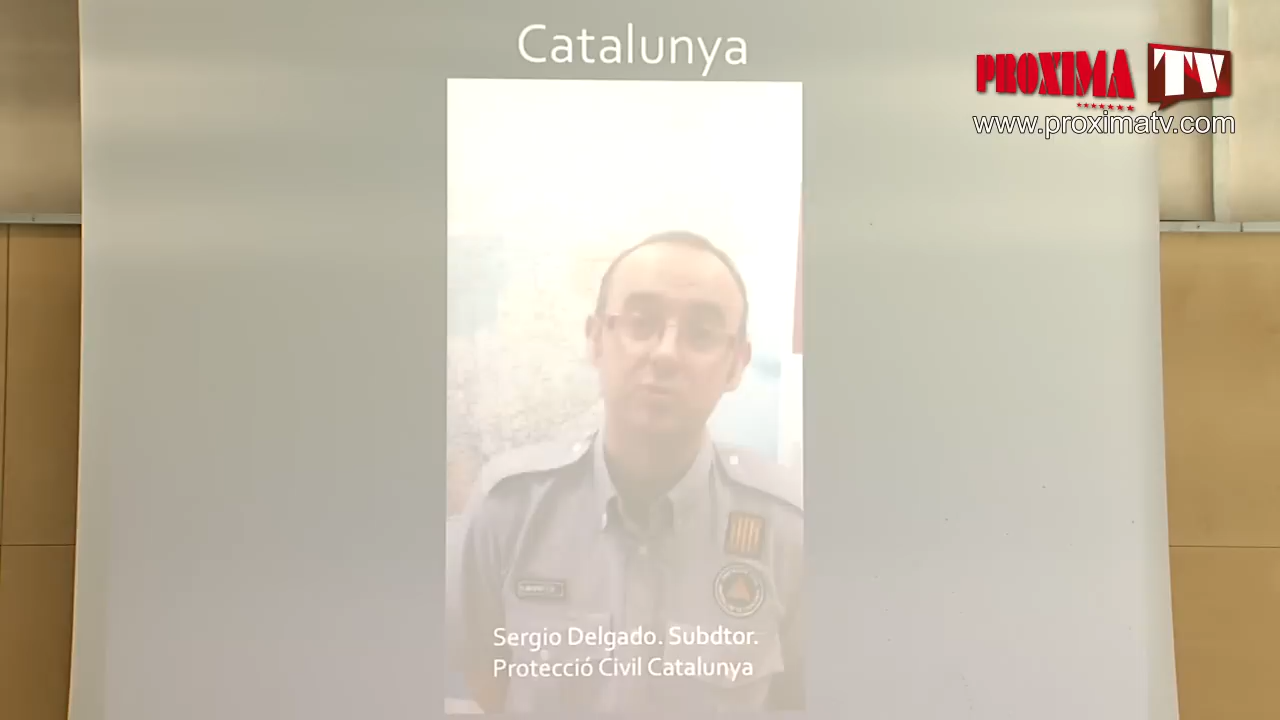 Catalunya
PROXIMA TV
www.proximatv.com
Sergio Delgado. Subdtor.
Protecció Civil Catalunya